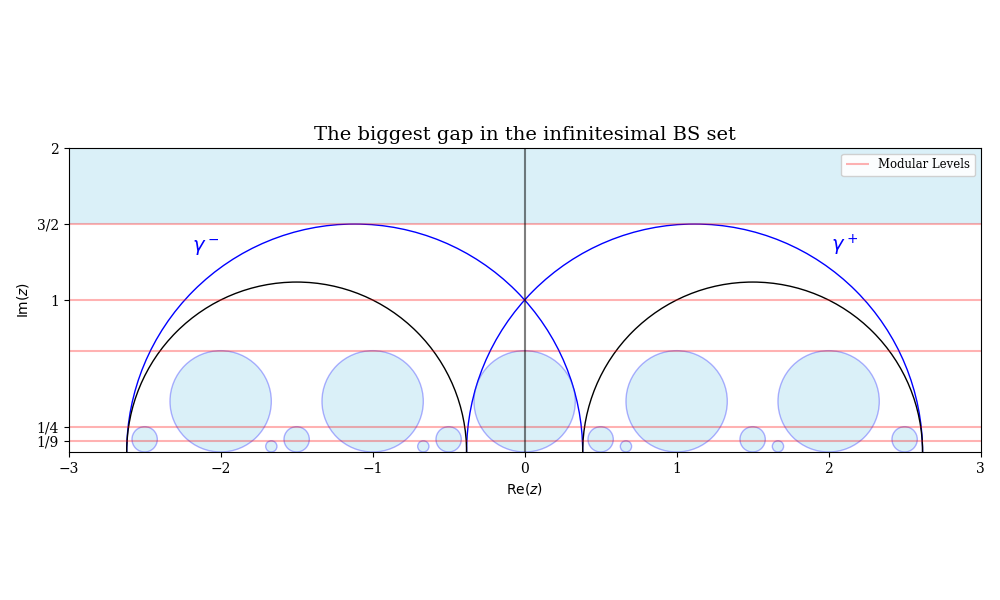 The biggest gap in the infinitesimal BS set
2
Modular Levels
3/2
γ⁻
γ⁺
Im(z)
1
1/4
1/9
−3
−2
−1
0
1
2
3
Re(z)